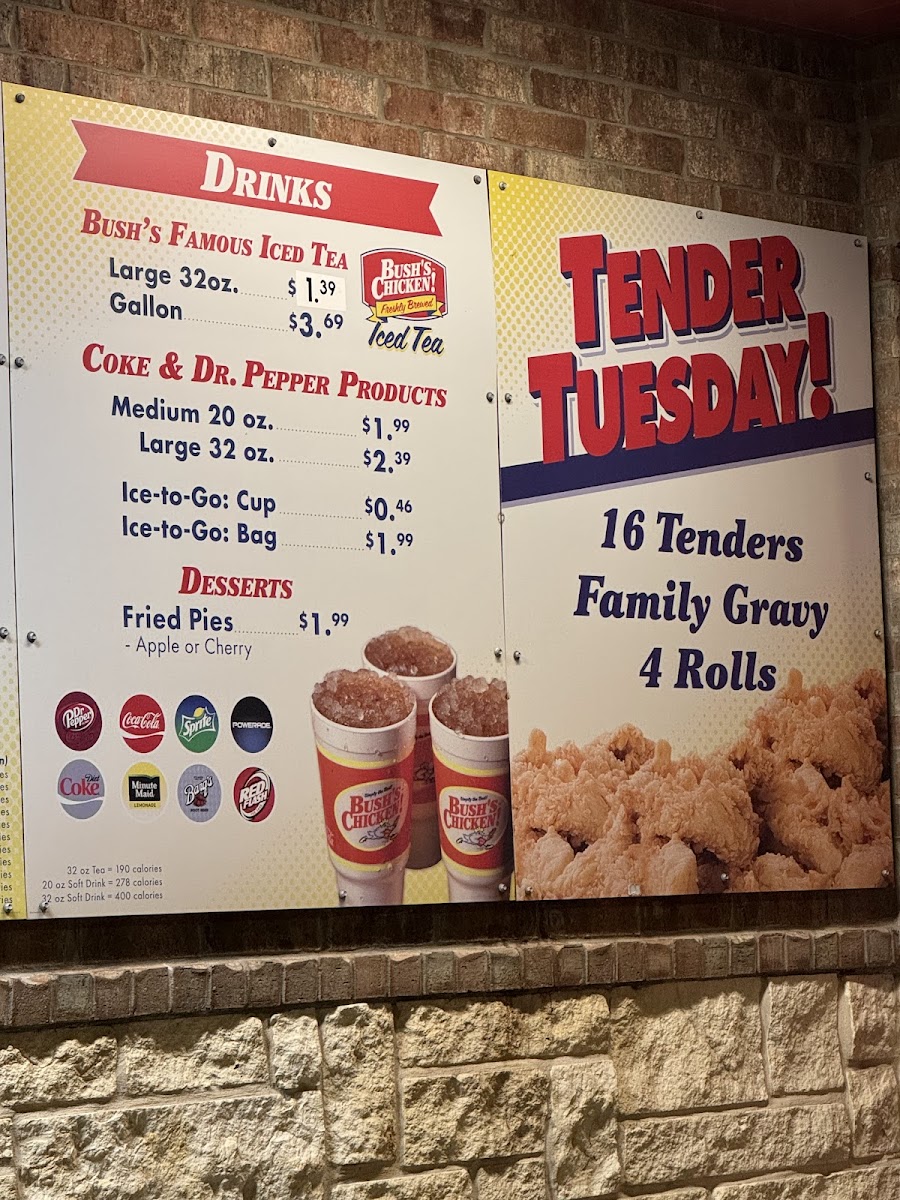 DRINKS
BUSH'S FAMOUS ICED TEA
Large 32oz. $1.39
Gallon $3.69
BUSH'S
CHICKEN!
Freshly Brewed
Iced Tea
COKE & DR. PEPPER PRODUCTS
Medium 20 oz. $1.99
Large 32 oz. $2.39
Ice-to-Go: Cup $0.46
Ice-to-Go: Bag $1.99
DESSERTS
Fried Pies $1.99
- Apple or Cherry
Dr Pepper
Coca-Cola
Sprite
POWERADE
Diet Coke
Minute Maid
LEMONADE
Barq's
RED FLASH
BUSH'S
CHICKEN!
BUSH'S
CHICKEN!
32 oz Tea = 190 calories
20 oz Soft Drink = 278 calories
32 oz Soft Drink = 400 calories
TENDER
TUESDAY!
16 Tenders
Family Gravy
4 Rolls